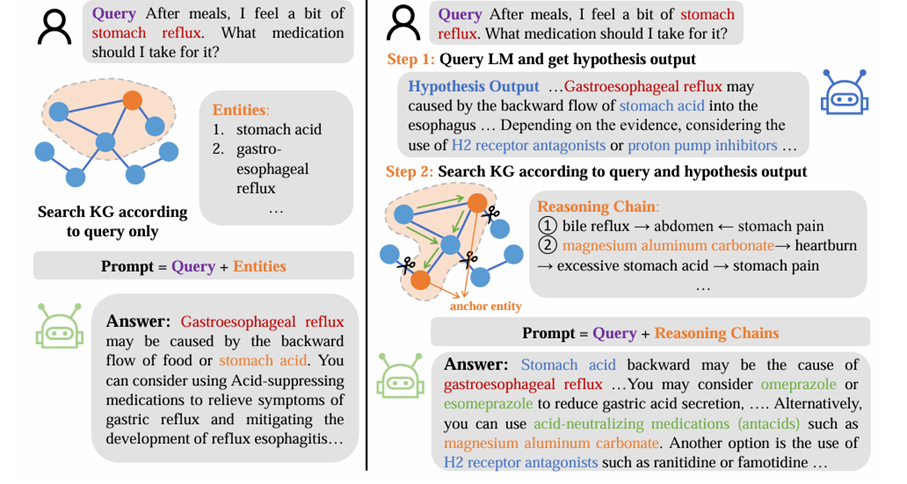 Query After meals, I feel a bit of
stomach reflux. What medication
should I take for it?
Entities:
1. stomach acid
2. gastro-
esophageal
reflux
…
Search KG according
to query only
Prompt = Query + Entities
Answer: Gastroesophageal reflux
may be caused by the backward
flow of food or stomach acid. You
can consider using Acid-suppressing
medications to relieve symptoms of
gastric reflux and mitigating the
development of reflux esophagitis…
Query After meals, I feel a bit of stomach
reflux. What medication should I take for it?
Step 1: Query LM and get hypothesis output
Hypothesis Output …Gastroesophageal reflux may
caused by the backward flow of stomach acid into the
esophagus … Depending on the evidence, considering the
use of H2 receptor antagonists or proton pump inhibitors …
Step 2: Search KG according to query and hypothesis output
Reasoning Chain:
① bile reflux → abdomen ← stomach pain
② magnesium aluminum carbonate→ heartburn
→ excessive stomach acid → stomach pain
…
anchor entity
Prompt = Query + Reasoning Chains
Answer: Stomach acid backward may be the cause of
gastroesophageal reflux …You may consider omeprazole or
esomeprazole to reduce gastric acid secretion, …. Alternatively,
you can use acid-neutralizing medications (antacids) such as
magnesium aluminum carbonate. Another option is the use of
H2 receptor antagonists such as ranitidine or famotidine …